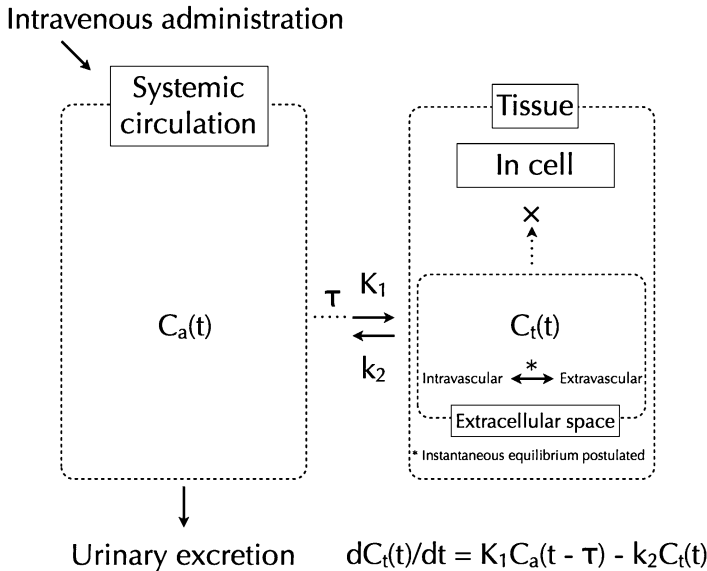 Intravenous administration
Systemic
circulation
Tissue
In cell
×
τ
K₁
Cₐ(t)
Cₜ(t)
k₂
*
Intravascular
Extravascular
Extracellular space
* Instantaneous equilibrium postulated
Urinary excretion
dCₜ(t)/dt = K₁Cₐ(t - τ) - k₂Cₜ(t)